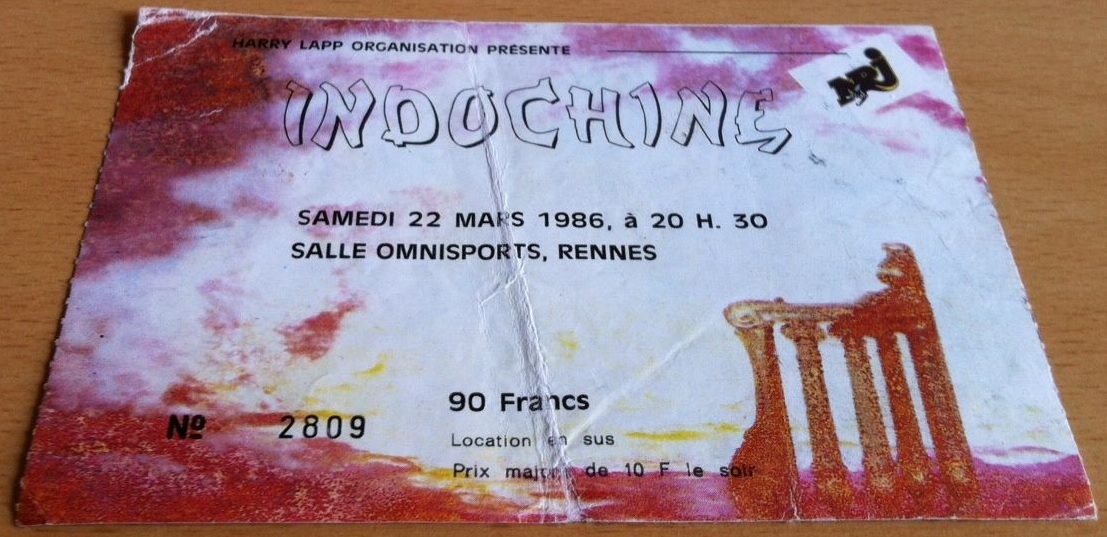 HARRY LAPP ORGANISATION PRÉSENTE
NRJ
INDOCHINE
SAMEDI 22 MARS 1986, à 20 H. 30
SALLE OMNISPORTS, RENNES
90 Francs
Nº 2809
Location en sus
Prix majoré de 10 F le soir